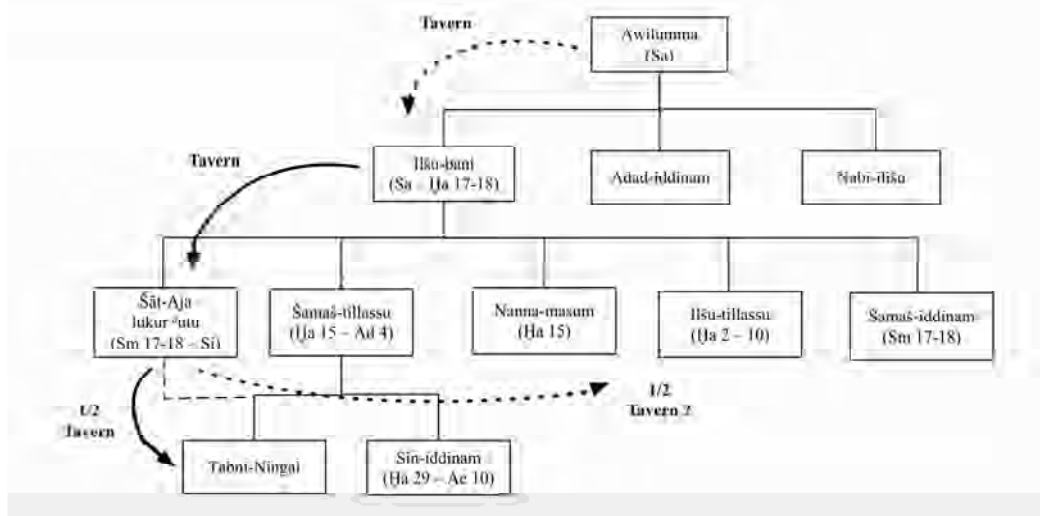 Tavern
Awilumma
(Sa)
Tavern
Ilšu-bani
(Sa – Ḫa 17-18)
Adad-iddinam
Nabi-ilišu
Šāt-Aja
lukur ᵈutu
(Sm 17-18 – Si)
Šamaš-tillassu
(Ḫa 15 – Ad 4)
Nanna-masum
(Ḫa 15)
Ilšu-tillassu
(Ḫa 2 – 10)
Šamaš-iddinam
(Sm 17-18)
1/2
Tavern
1/2
Tavern ?
Tabni-Ningal
Sin-iddinam
(Ḫa 29 – Ae 10)